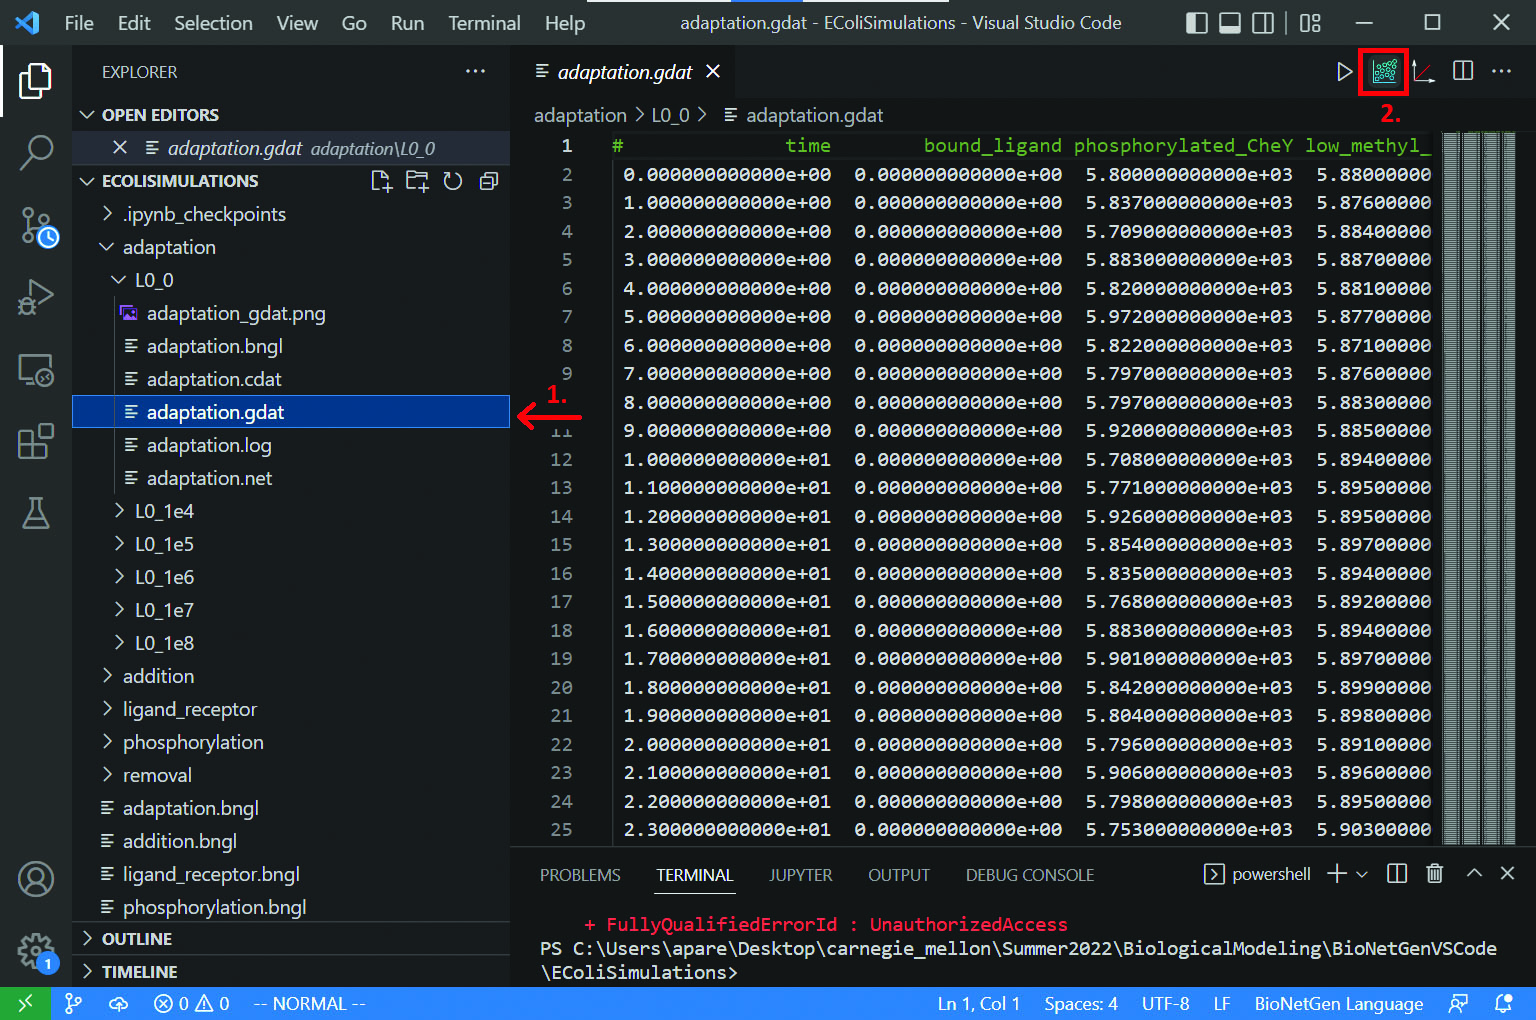 File Edit Selection View Go Run Terminal Help adaptation.gdat - EColiSimulations - Visual Studio Code
EXPLORER
OPEN EDITORS
adaptation.gdat adaptation\L0_0
ECOLISIMULATIONS
.ipynb_checkpoints
adaptation
L0_0
adaptation_gdat.png
adaptation.bngl
adaptation.cdat
adaptation.gdat
adaptation.log
adaptation.net
L0_1e4
L0_1e5
L0_1e6
L0_1e7
L0_1e8
addition
ligand_receptor
phosphorylation
removal
adaptation.bngl
addition.bngl
ligand_receptor.bngl
phosphorylation.bngl
OUTLINE
TIMELINE
1.
adaptation.gdat
2.
adaptation > L0_0 > adaptation.gdat
1 # time bound_ligand phosphorylated_CheY low_methyl_
2 0.000000000000e+00 0.000000000000e+00 5.800000000000e+03 5.88000000
3 1.000000000000e+00 0.000000000000e+00 5.837000000000e+03 5.87600000
4 2.000000000000e+00 0.000000000000e+00 5.709000000000e+03 5.88400000
5 3.000000000000e+00 0.000000000000e+00 5.883000000000e+03 5.88700000
6 4.000000000000e+00 0.000000000000e+00 5.820000000000e+03 5.88100000
7 5.000000000000e+00 0.000000000000e+00 5.972000000000e+03 5.87700000
8 6.000000000000e+00 0.000000000000e+00 5.822000000000e+03 5.87100000
9 7.000000000000e+00 0.000000000000e+00 5.797000000000e+03 5.87600000
8.000000000000e+00 0.000000000000e+00 5.797000000000e+03 5.88300000
11 9.000000000000e+00 0.000000000000e+00 5.920000000000e+03 5.88500000
12 1.000000000000e+01 0.000000000000e+00 5.708000000000e+03 5.89400000
13 1.100000000000e+01 0.000000000000e+00 5.771000000000e+03 5.89500000
14 1.200000000000e+01 0.000000000000e+00 5.926000000000e+03 5.89500000
15 1.300000000000e+01 0.000000000000e+00 5.854000000000e+03 5.89700000
16 1.400000000000e+01 0.000000000000e+00 5.835000000000e+03 5.89400000
17 1.500000000000e+01 0.000000000000e+00 5.768000000000e+03 5.89200000
18 1.600000000000e+01 0.000000000000e+00 5.883000000000e+03 5.89400000
19 1.700000000000e+01 0.000000000000e+00 5.901000000000e+03 5.89700000
20 1.800000000000e+01 0.000000000000e+00 5.842000000000e+03 5.89900000
21 1.900000000000e+01 0.000000000000e+00 5.804000000000e+03 5.89800000
22 2.000000000000e+01 0.000000000000e+00 5.796000000000e+03 5.89100000
23 2.100000000000e+01 0.000000000000e+00 5.906000000000e+03 5.89600000
24 2.200000000000e+01 0.000000000000e+00 5.798000000000e+03 5.89500000
25 2.300000000000e+01 0.000000000000e+00 5.753000000000e+03 5.90300000
PROBLEMS TERMINAL JUPYTER OUTPUT DEBUG CONSOLE powershell
+ FullyQualifiedErrorId : UnauthorizedAccess
PS C:\Users\apare\Desktop\carnegie_mellon\Summer2022\BiologicalModeling\BioNetGenVSCode
\EColiSimulations>
1
0 0 -- NORMAL -- Ln 1, Col 1 Spaces: 4 UTF-8 LF BioNetGen Language